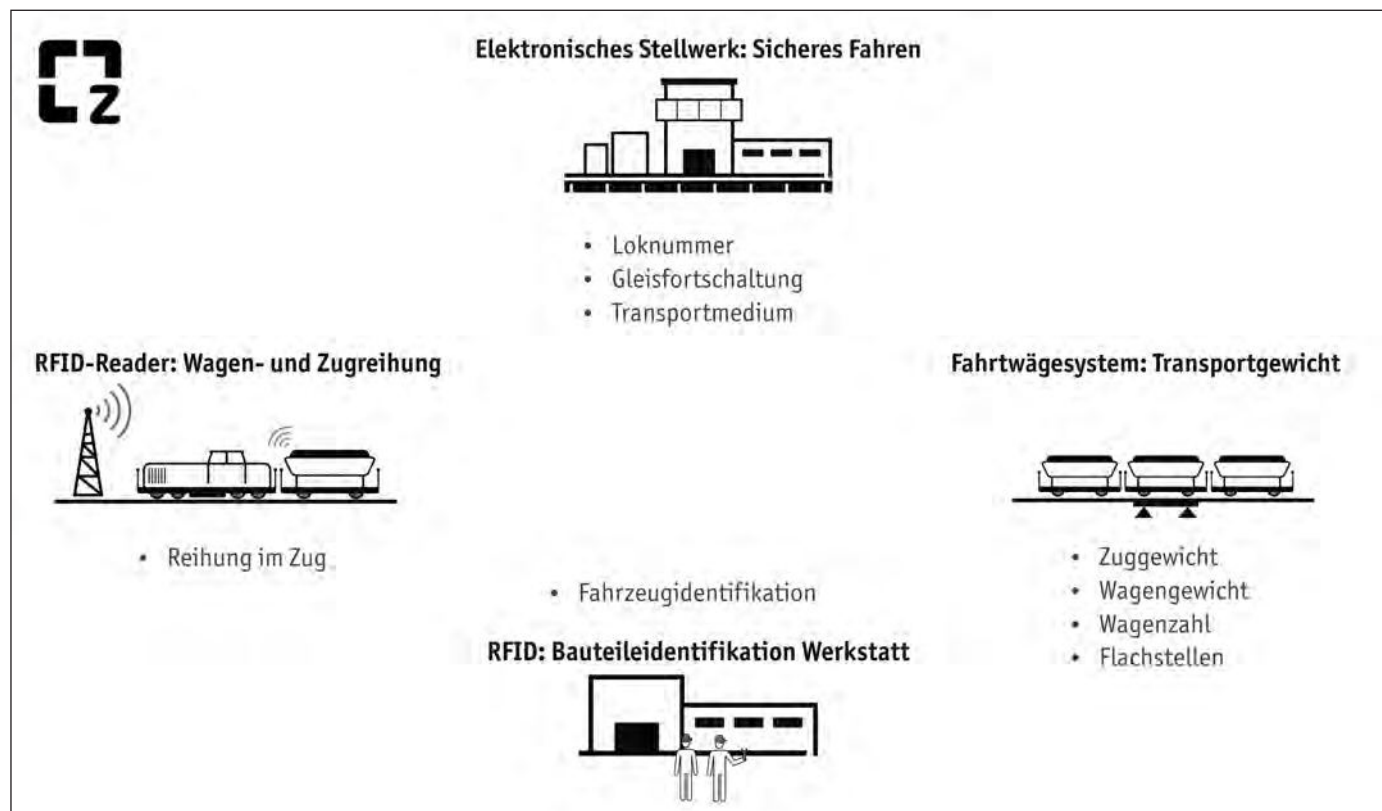 z
Elektronisches Stellwerk: Sicheres Fahren
• Loknummer
• Gleisfortschaltung
• Transportmedium
RFID-Reader: Wagen- und Zugreihung
• Reihung im Zug
Fahrtwägesystem: Transportgewicht
• Zuggewicht
• Wagengewicht
• Wagenzahl
• Flachstellen
• Fahrzeugidentifikation
RFID: Bauteileidentifikation Werkstatt